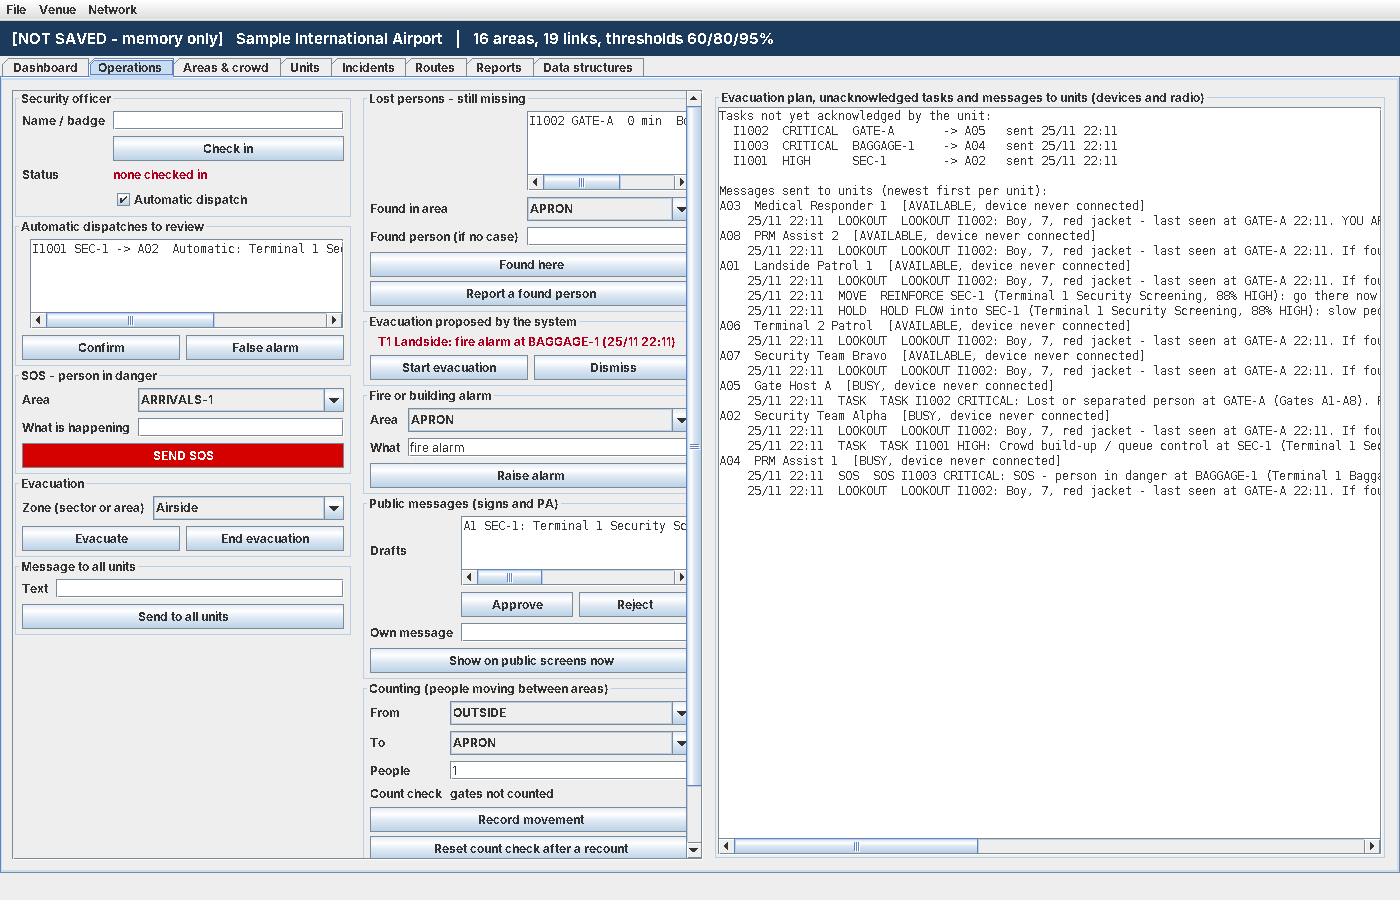 File Venue Network
[NOT SAVED - memory only] Sample International Airport | 16 areas, 19 links, thresholds 60/80/95%
Dashboard Operations Areas & crowd Units Incidents Routes Reports Data structures
Security officer
Name / badge
Check in
Status none checked in
Automatic dispatch
Automatic dispatches to review
I1001 SEC-1 -> A02 Automatic: Terminal 1 Sec
Confirm False alarm
SOS - person in danger
Area ARRIVALS-1
What is happening
SEND SOS
Evacuation
Zone (sector or area) Airside
Evacuate End evacuation
Message to all units
Text
Send to all units
Lost persons - still missing
I1002 GATE-A 0 min Bo
Found in area APRON
Found person (if no case)
Found here
Report a found person
Evacuation proposed by the system
T1 Landside: fire alarm at BAGGAGE-1 (25/11 22:11)
Start evacuation Dismiss
Fire or building alarm
Area APRON
What fire alarm
Raise alarm
Public messages (signs and PA)
A1 SEC-1: Terminal 1 Security Sc
Drafts
Approve Reject
Own message
Show on public screens now
Counting (people moving between areas)
From OUTSIDE
To APRON
People 1
Count check gates not counted
Record movement
Reset count check after a recount
Evacuation plan, unacknowledged tasks and messages to units (devices and radio)
Tasks not yet acknowledged by the unit:
I1002 CRITICAL GATE-A -> A05 sent 25/11 22:11
I1003 CRITICAL BAGGAGE-1 -> A04 sent 25/11 22:11
I1001 HIGH SEC-1 -> A02 sent 25/11 22:11
Messages sent to units (newest first per unit):
A03 Medical Responder 1 [AVAILABLE, device never connected]
25/11 22:11 LOOKOUT LOOKOUT I1002: Boy, 7, red jacket - last seen at GATE-A 22:11. YOU AR
A08 PRM Assist 2 [AVAILABLE, device never connected]
25/11 22:11 LOOKOUT LOOKOUT I1002: Boy, 7, red jacket - last seen at GATE-A 22:11. If fou
A01 Landside Patrol 1 [AVAILABLE, device never connected]
25/11 22:11 LOOKOUT LOOKOUT I1002: Boy, 7, red jacket - last seen at GATE-A 22:11. If fou
25/11 22:11 MOVE REINFORCE SEC-1 (Terminal 1 Security Screening, 88% HIGH): go there now
25/11 22:11 HOLD HOLD FLOW into SEC-1 (Terminal 1 Security Screening, 88% HIGH): slow peo
A06 Terminal 2 Patrol [AVAILABLE, device never connected]
25/11 22:11 LOOKOUT LOOKOUT I1002: Boy, 7, red jacket - last seen at GATE-A 22:11. If fou
A07 Security Team Bravo [AVAILABLE, device never connected]
25/11 22:11 LOOKOUT LOOKOUT I1002: Boy, 7, red jacket - last seen at GATE-A 22:11. If fou
A05 Gate Host A [BUSY, device never connected]
25/11 22:11 TASK TASK I1002 CRITICAL: Lost or separated person at GATE-A (Gates A1-A8).
A02 Security Team Alpha [BUSY, device never connected]
25/11 22:11 LOOKOUT LOOKOUT I1002: Boy, 7, red jacket - last seen at GATE-A 22:11. If fou
25/11 22:11 TASK TASK I1001 HIGH: Crowd build-up / queue control at SEC-1 (Terminal 1 Sec
A04 PRM Assist 1 [BUSY, device never connected]
25/11 22:11 SOS SOS I1003 CRITICAL: SOS - person in danger at BAGGAGE-1 (Terminal 1 Bagga
25/11 22:11 LOOKOUT LOOKOUT I1002: Boy, 7, red jacket - last seen at GATE-A 22:11. If fou